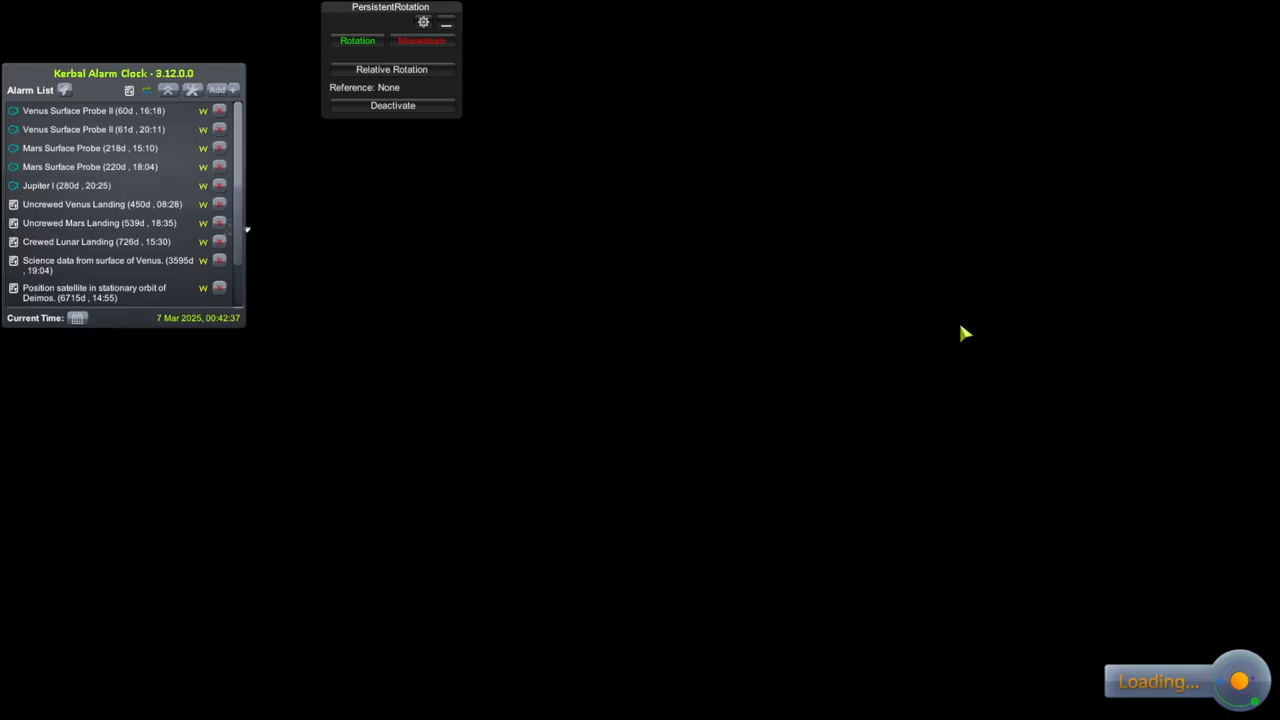 PersistentRotation
Rotation
Momentum
Relative Rotation
Reference: None
Deactivate
Kerbal Alarm Clock - 3.12.0.0
Alarm List
Add +
Venus Surface Probe II (60d , 16:18) W
Venus Surface Probe II (61d , 20:11) W
Mars Surface Probe (218d , 15:10) W
Mars Surface Probe (220d , 18:04) W
Jupiter I (280d , 20:25) W
Uncrewed Venus Landing (450d , 08:28) W
Uncrewed Mars Landing (539d , 18:35) W
Crewed Lunar Landing (726d , 15:30) W
Science data from surface of Venus. (3595d W
, 19:04)
Position satellite in stationary orbit of W
Deimos. (6715d , 14:55)
Current Time: 7 Mar 2025, 00:42:37
Loading...